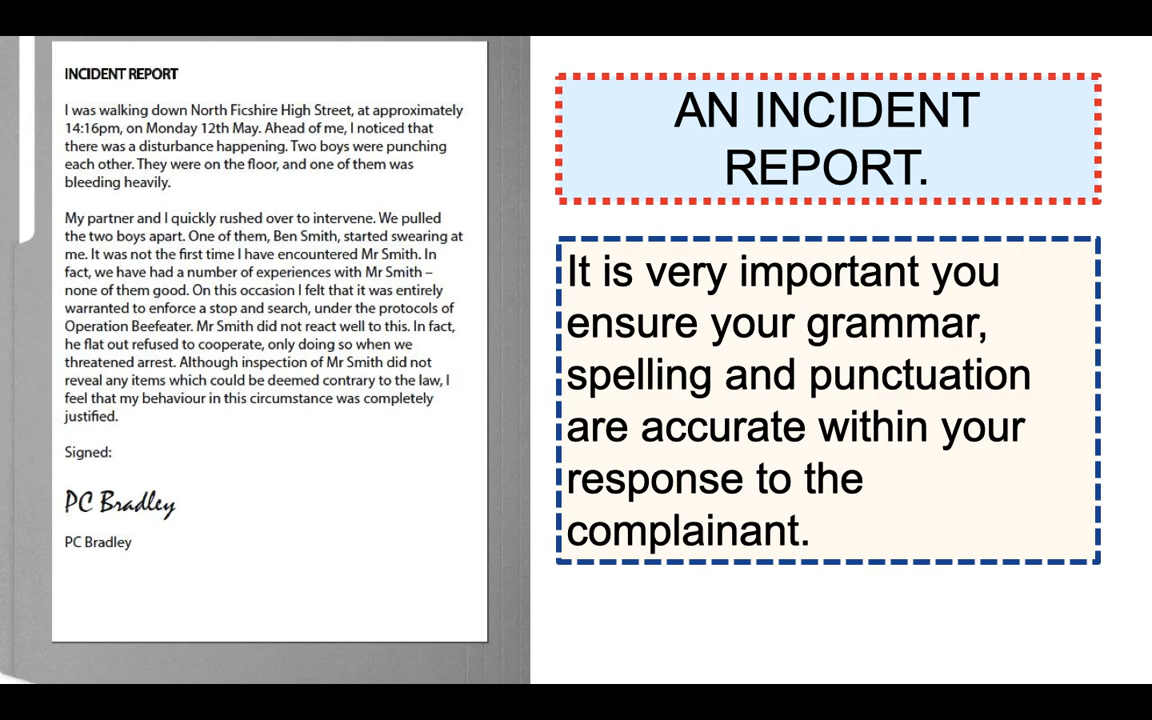 INCIDENT REPORT
I was walking down North Ficshire High Street, at approximately
14:16pm, on Monday 12th May. Ahead of me, I noticed that
there was a disturbance happening. Two boys were punching
each other. They were on the floor, and one of them was
bleeding heavily.
My partner and I quickly rushed over to intervene. We pulled
the two boys apart. One of them, Ben Smith, started swearing at
me. It was not the first time I have encountered Mr Smith. In
fact, we have had a number of experiences with Mr Smith –
none of them good. On this occasion I felt that it was entirely
warranted to enforce a stop and search, under the protocols of
Operation Beefeater. Mr Smith did not react well to this. In fact,
he flat out refused to cooperate, only doing so when we
threatened arrest. Although inspection of Mr Smith did not
reveal any items which could be deemed contrary to the law, I
feel that my behaviour in this circumstance was completely
justified.
Signed:
PC Bradley
PC Bradley
AN INCIDENT
REPORT.
It is very important you
ensure your grammar,
spelling and punctuation
are accurate within your
response to the
complainant.